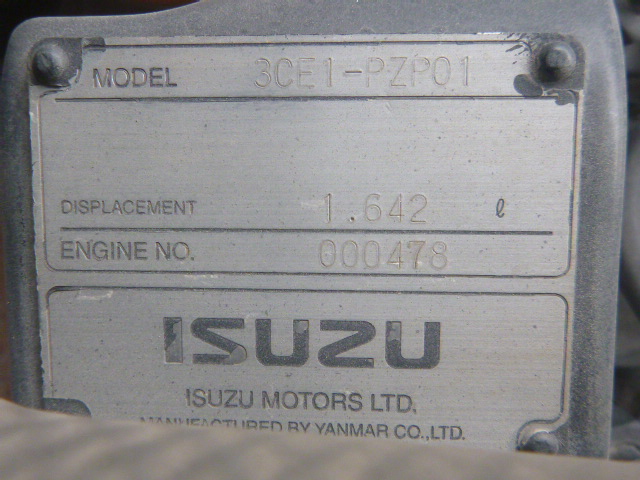 MODEL 3CE1-PZP01
DISPLACEMENT 1.642 ℓ
ENGINE NO. 000478
ISUZU
ISUZU MOTORS LTD.
MANUFACTURED BY YANMAR CO.,LTD.